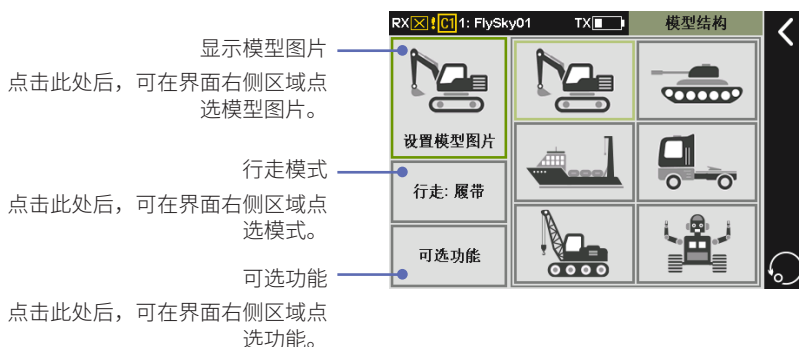 显示模型图片
点击此处后，可在界面右侧区域点
选模型图片。
行走模式
点击此处后，可在界面右侧区域点
选模式。
可选功能
点击此处后，可在界面右侧区域点
选功能。
RX ! C1 1: FlySky01 TX 模型结构
设置模型图片
行走: 履带
可选功能